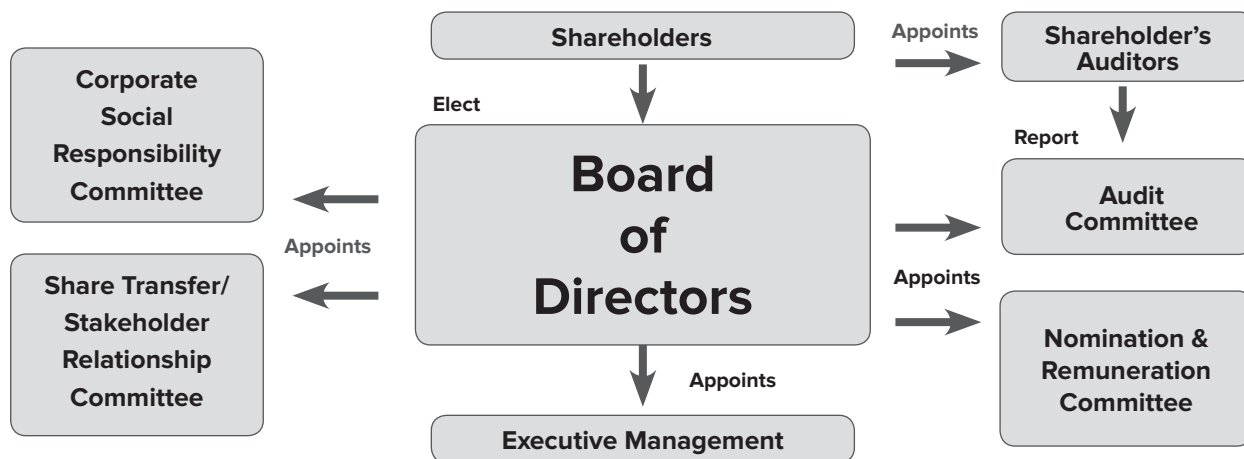 Shareholders
Appoints
Shareholder’s
Auditors
Corporate
Social
Responsibility
Committee
Elect
Report
Board
of
Directors
Audit
Committee
Appoints
Appoints
Share Transfer/
Stakeholder
Relationship
Committee
Nomination &
Remuneration
Committee
Appoints
Executive Management